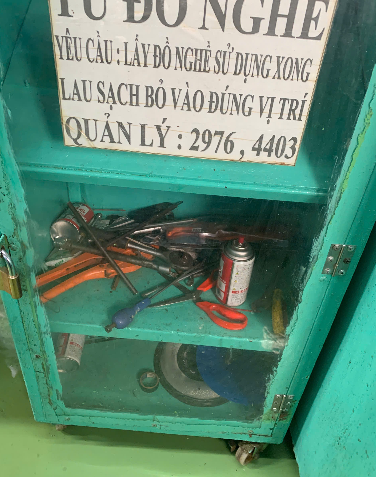 TỦ ĐỒ NGHỀ
YÊU CẦU : LẤY ĐỒ NGHỀ SỬ DỤNG XONG
LAU SẠCH BỎ VÀO ĐÚNG VỊ TRÍ
QUẢN LÝ : 2976 , 4403